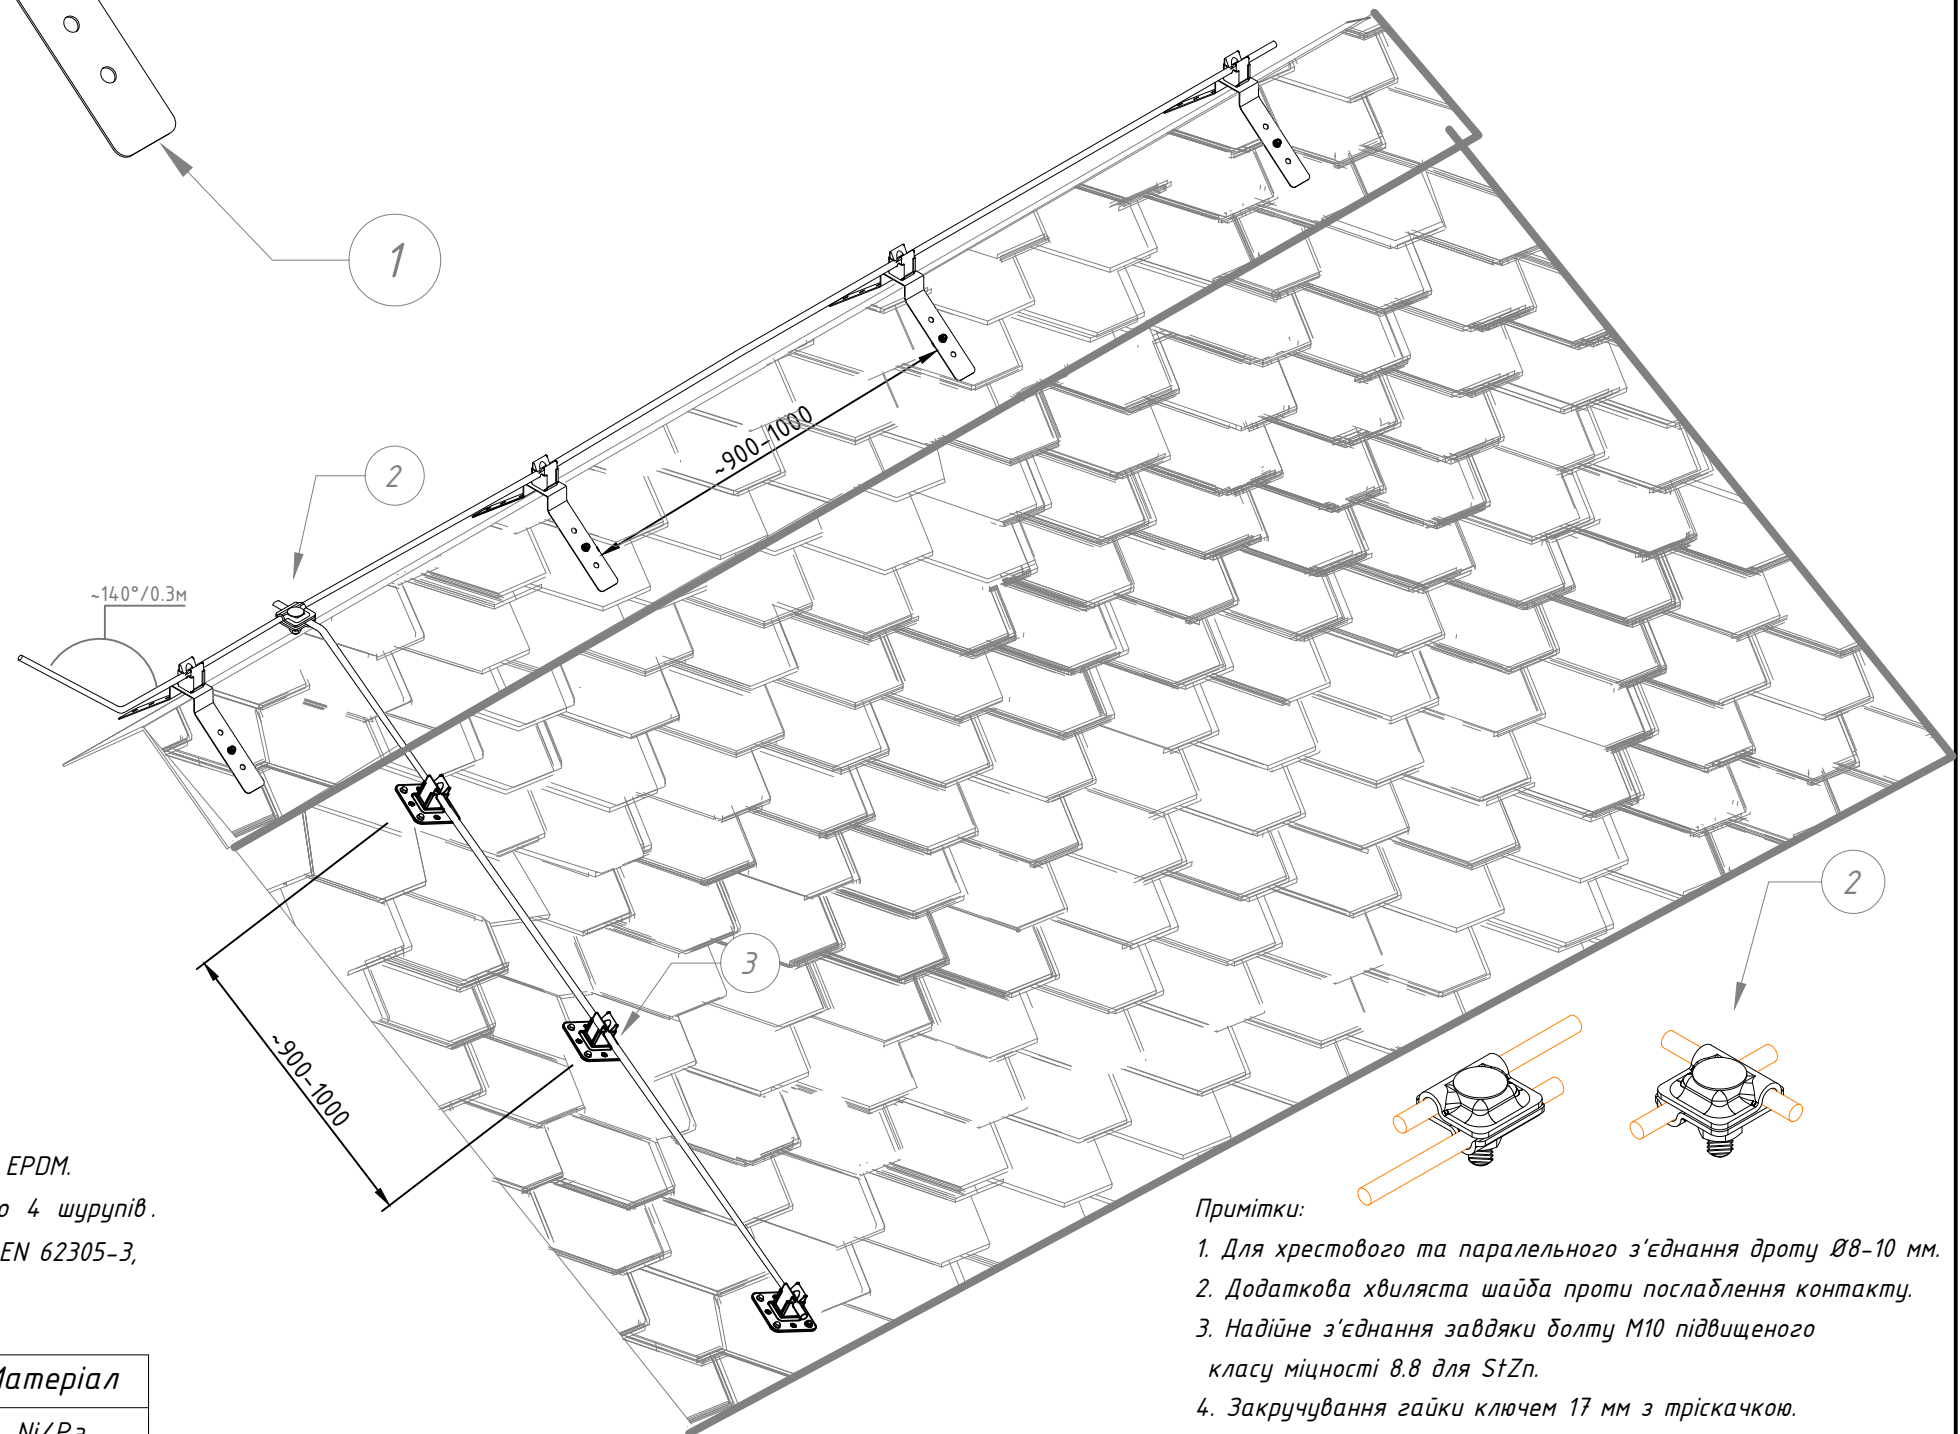 1
~900-1000
2
~140°/0.3м
2
3
~900-1000
EPDM.
о 4 шурупів.
EN 62305-3,
Матеріал
Ni/Pa
Примітки:
1. Для хрестового та паралельного з'єднання дроту Ø8-10 мм.
2. Додаткова хвиляста шайба проти послаблення контакту.
3. Надійне з'єднання завдяки болту М10 підвищеного
класу міцності 8.8 для StZn.
4. Закручування гайки ключем 17 мм з тріскачкою.